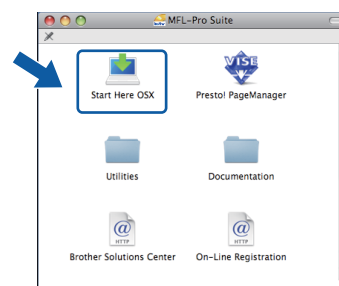 MFL-Pro Suite
Start Here OSX
VISE
Presto! PageManager
Utilities
Documentation
@
HTTP
@
HTTP
Brother Solutions Center
On-Line Registration